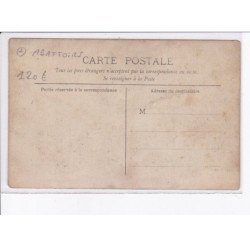 (2) ABATTOIRS
120 €
CARTE POSTALE
Tous les pays étrangers n'acceptent pas la correspondance au recto.
Se renseigner à la Poste
Partie réservée à la correspondance
Adresse du destinataire
M